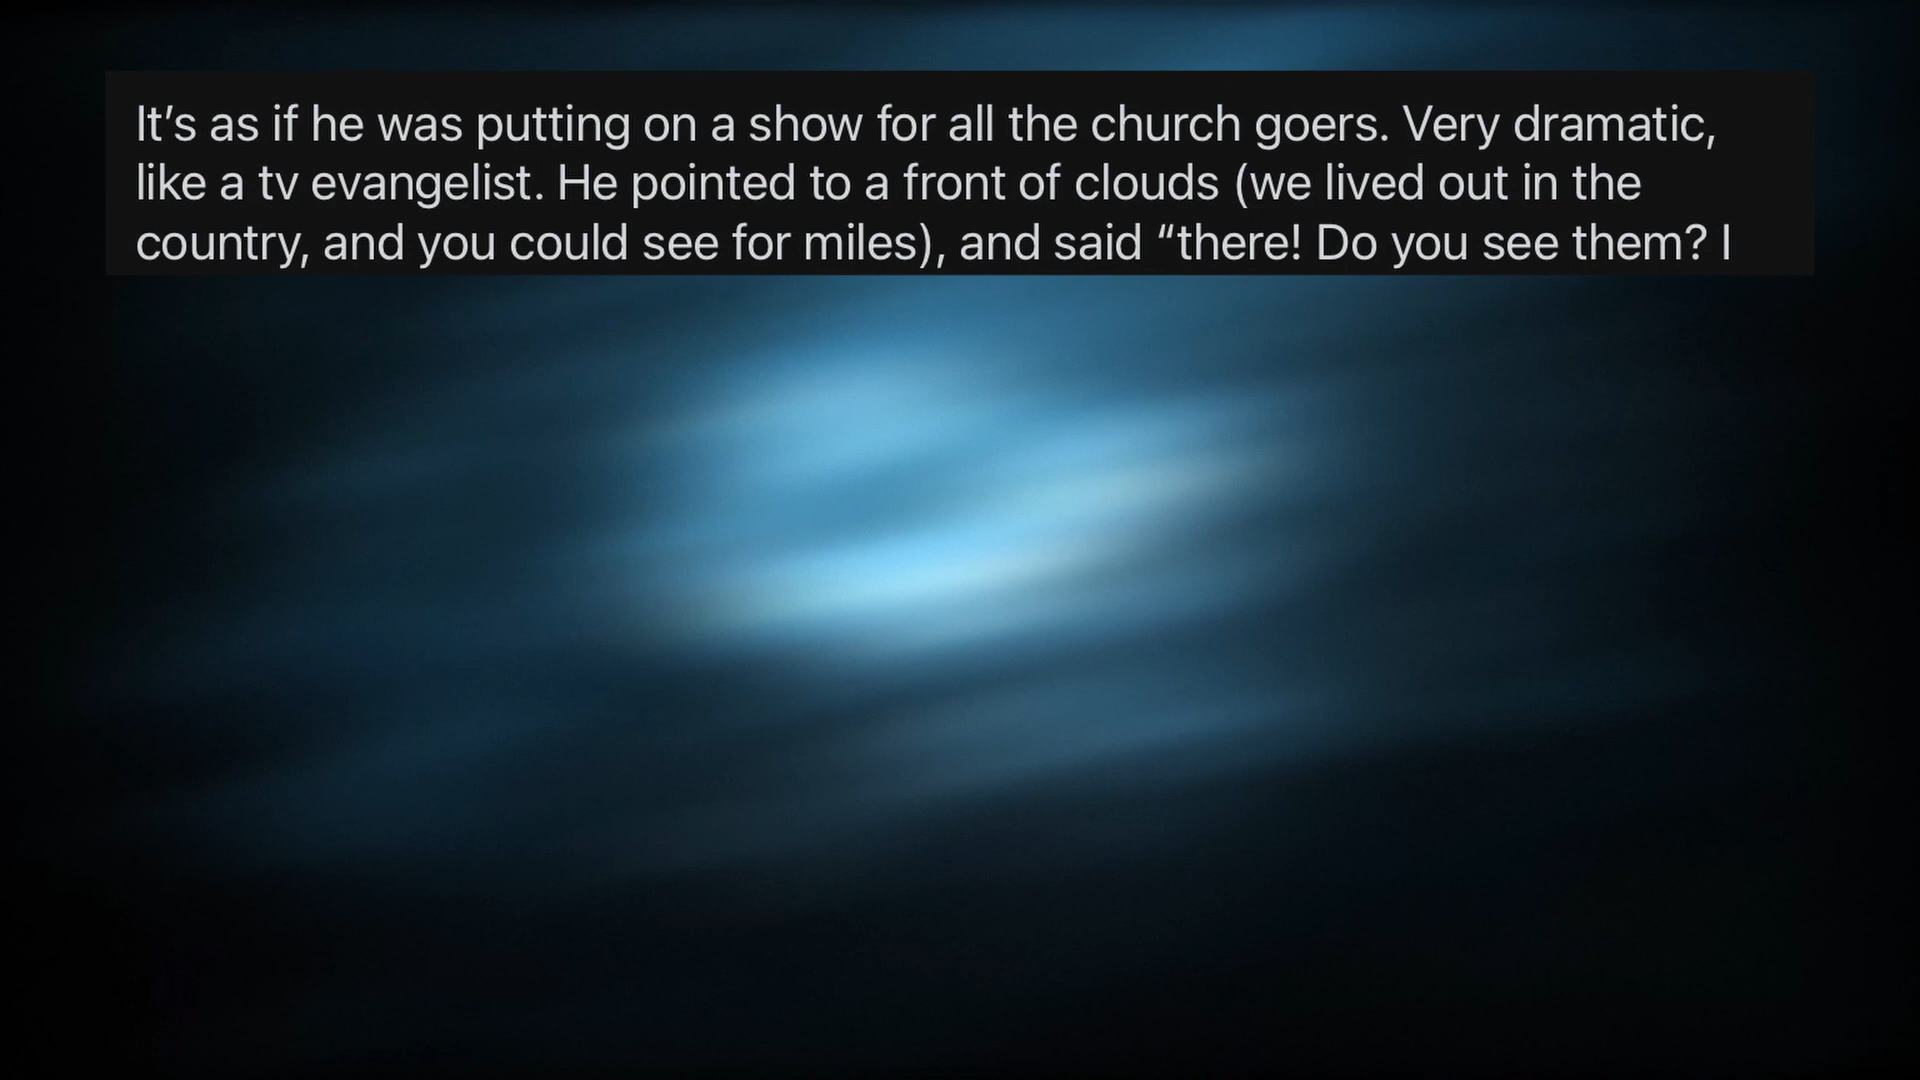 It’s as if he was putting on a show for all the church goers. Very dramatic,
like a tv evangelist. He pointed to a front of clouds (we lived out in the
country, and you could see for miles), and said “there! Do you see them? I